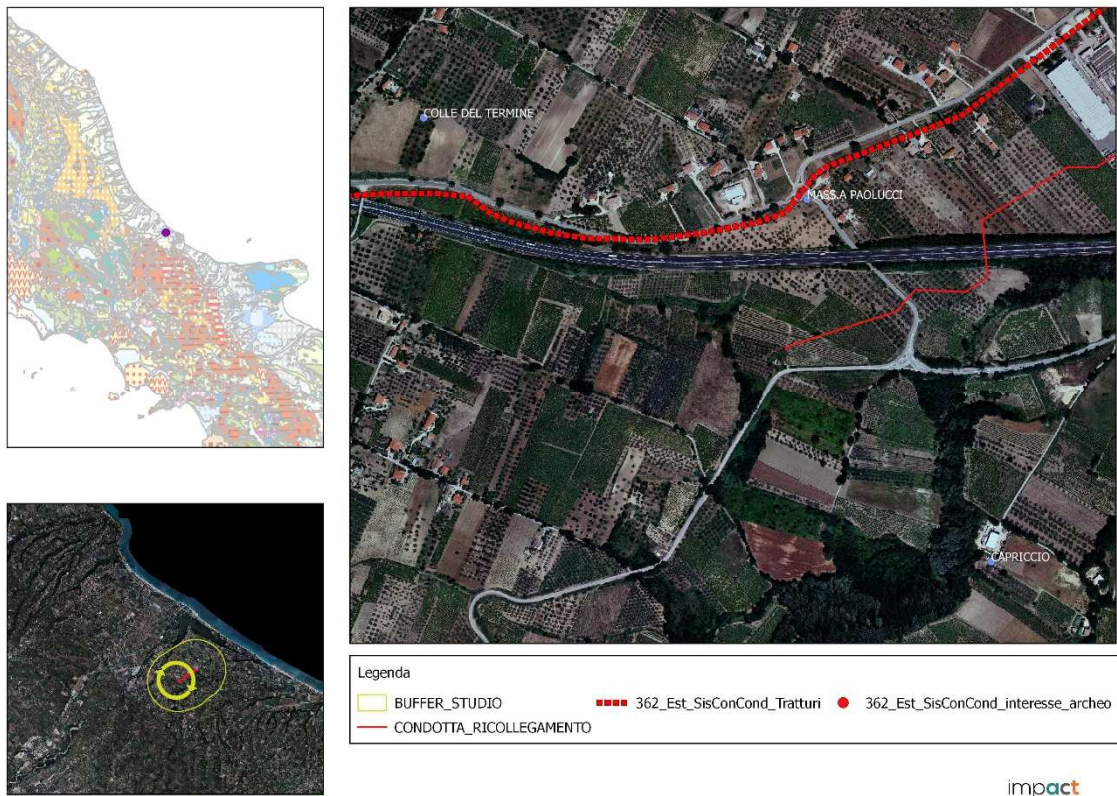 COLLE DEL TERMINE
MASS.A PAOLUCCI
CAPRICCIO
Legenda
BUFFER_STUDIO
362_Est_SisConCond_Tratturi
362_Est_SisConCond_interesse_archeo
CONDOTTA_RICOLLEGAMENTO
impact